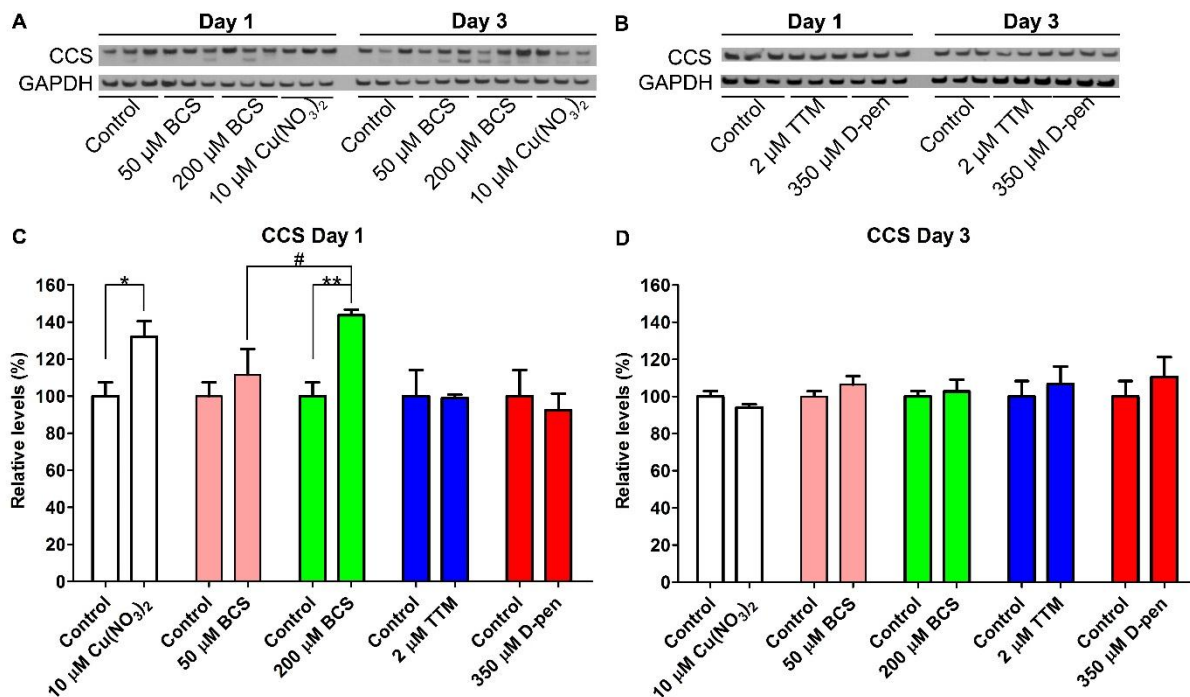 A
Day 1
Day 3
CCS
GAPDH
Control
50 µM BCS
200 µM BCS
10 µM Cu(NO₃)₂
Control
50 µM BCS
200 µM BCS
10 µM Cu(NO₃)₂
B
Day 1
Day 3
CCS
GAPDH
Control
2 µM TTM
350 µM D-pen
Control
2 µM TTM
350 µM D-pen
C
CCS Day 1
Relative levels (%)
160
140
120
100
80
60
40
20
0
*
#
**
Control
10 µM Cu(NO₃)₂
Control
50 µM BCS
Control
200 µM BCS
Control
2 µM TTM
Control
350 µM D-pen
D
CCS Day 3
Relative levels (%)
160
140
120
100
80
60
40
20
0
Control
10 µM Cu(NO₃)₂
Control
50 µM BCS
Control
200 µM BCS
Control
2 µM TTM
Control
350 µM D-pen